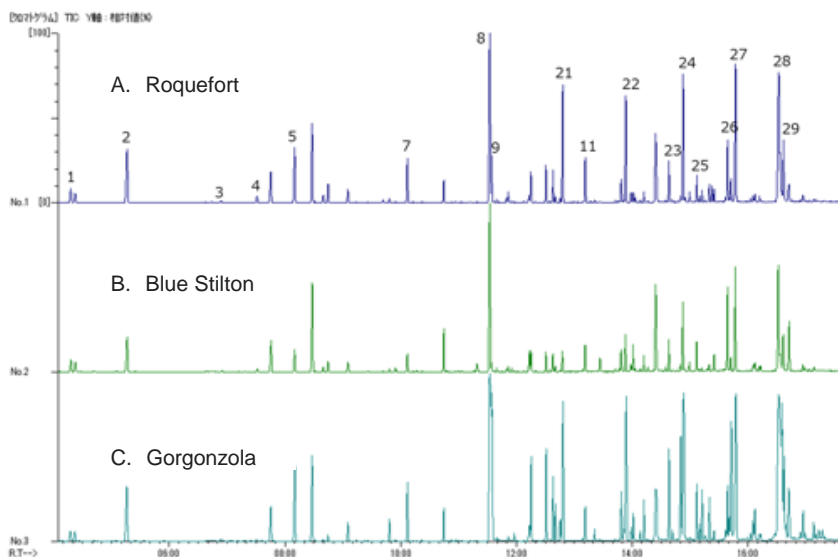 [クロマトグラム] TIC Y軸 : 相対値(%)
[100]
8
A. Roquefort
1
2
3
4
5
7
9
21
11
22
23
24
25
26
27
28
29
No.1 [0]
B. Blue Stilton
No.2
C. Gorgonzola
No.3
R.T--> 06:00 08:00 10:00 12:00 14:00 16:00